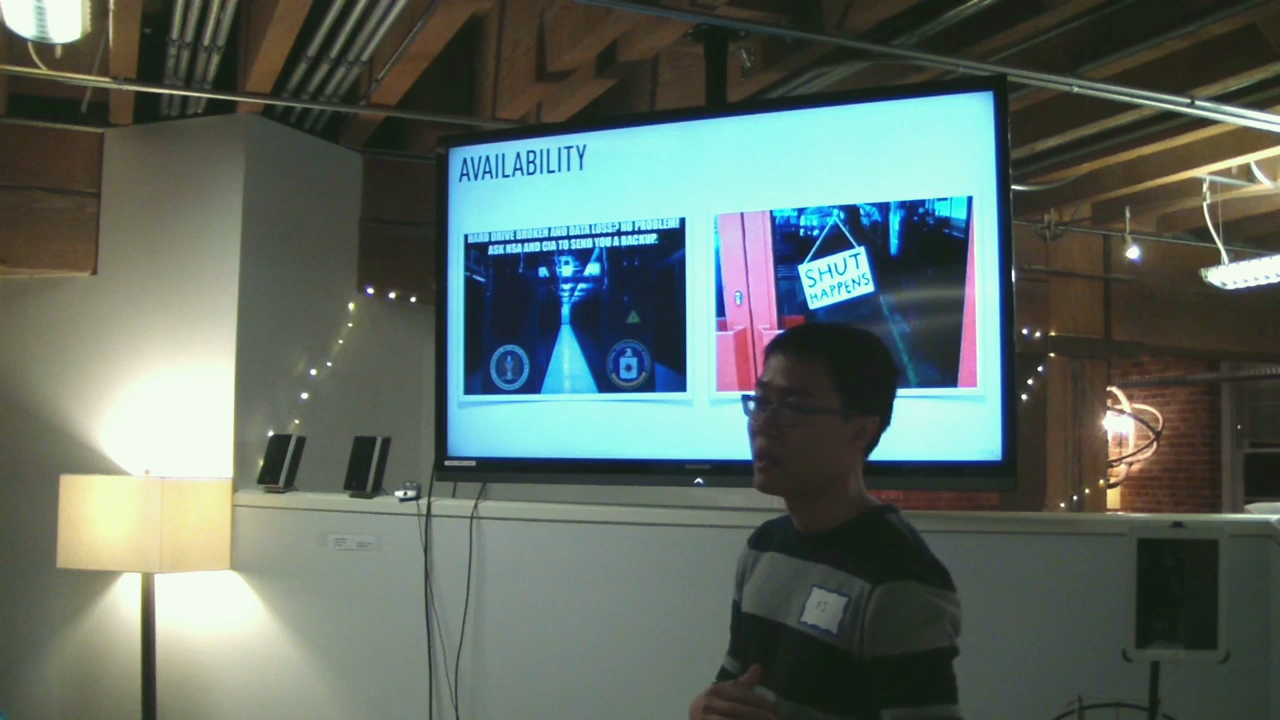 AVAILABILITY
HARD DRIVE BROKEN AND DATA LOSS? NO PROBLEM!
ASK NSA AND CIA TO SEND YOU A BACKUP.
SHUT
HAPPENS